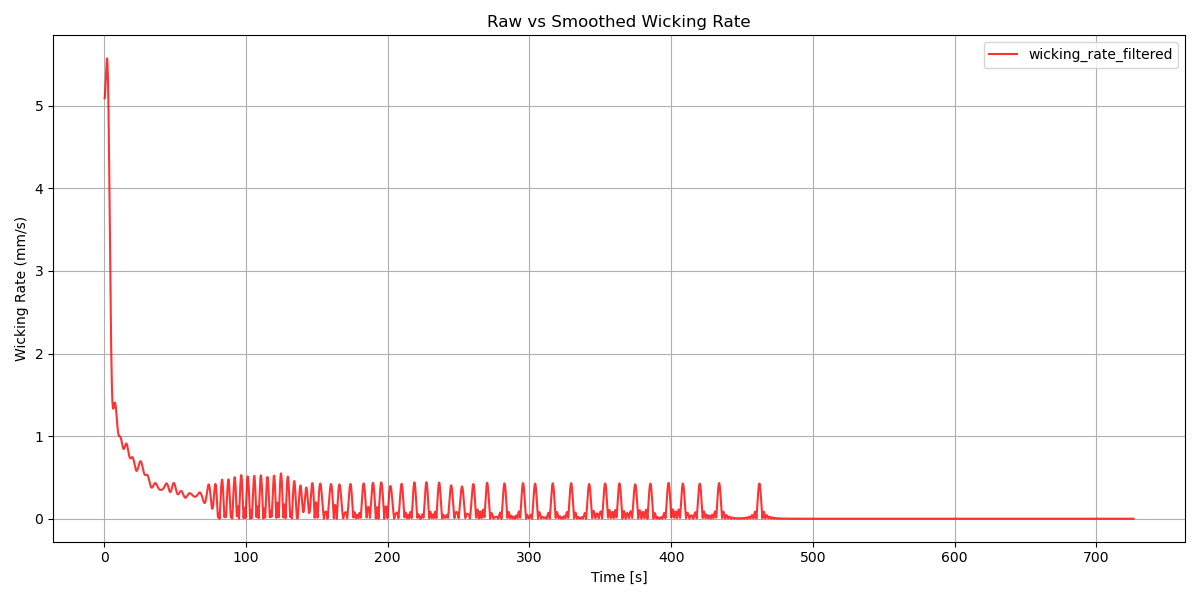 Raw vs Smoothed Wicking Rate
wicking_rate_filtered
Wicking Rate (mm/s)
5
4
3
2
1
0
0 100 200 300 400 500 600 700
Time [s]